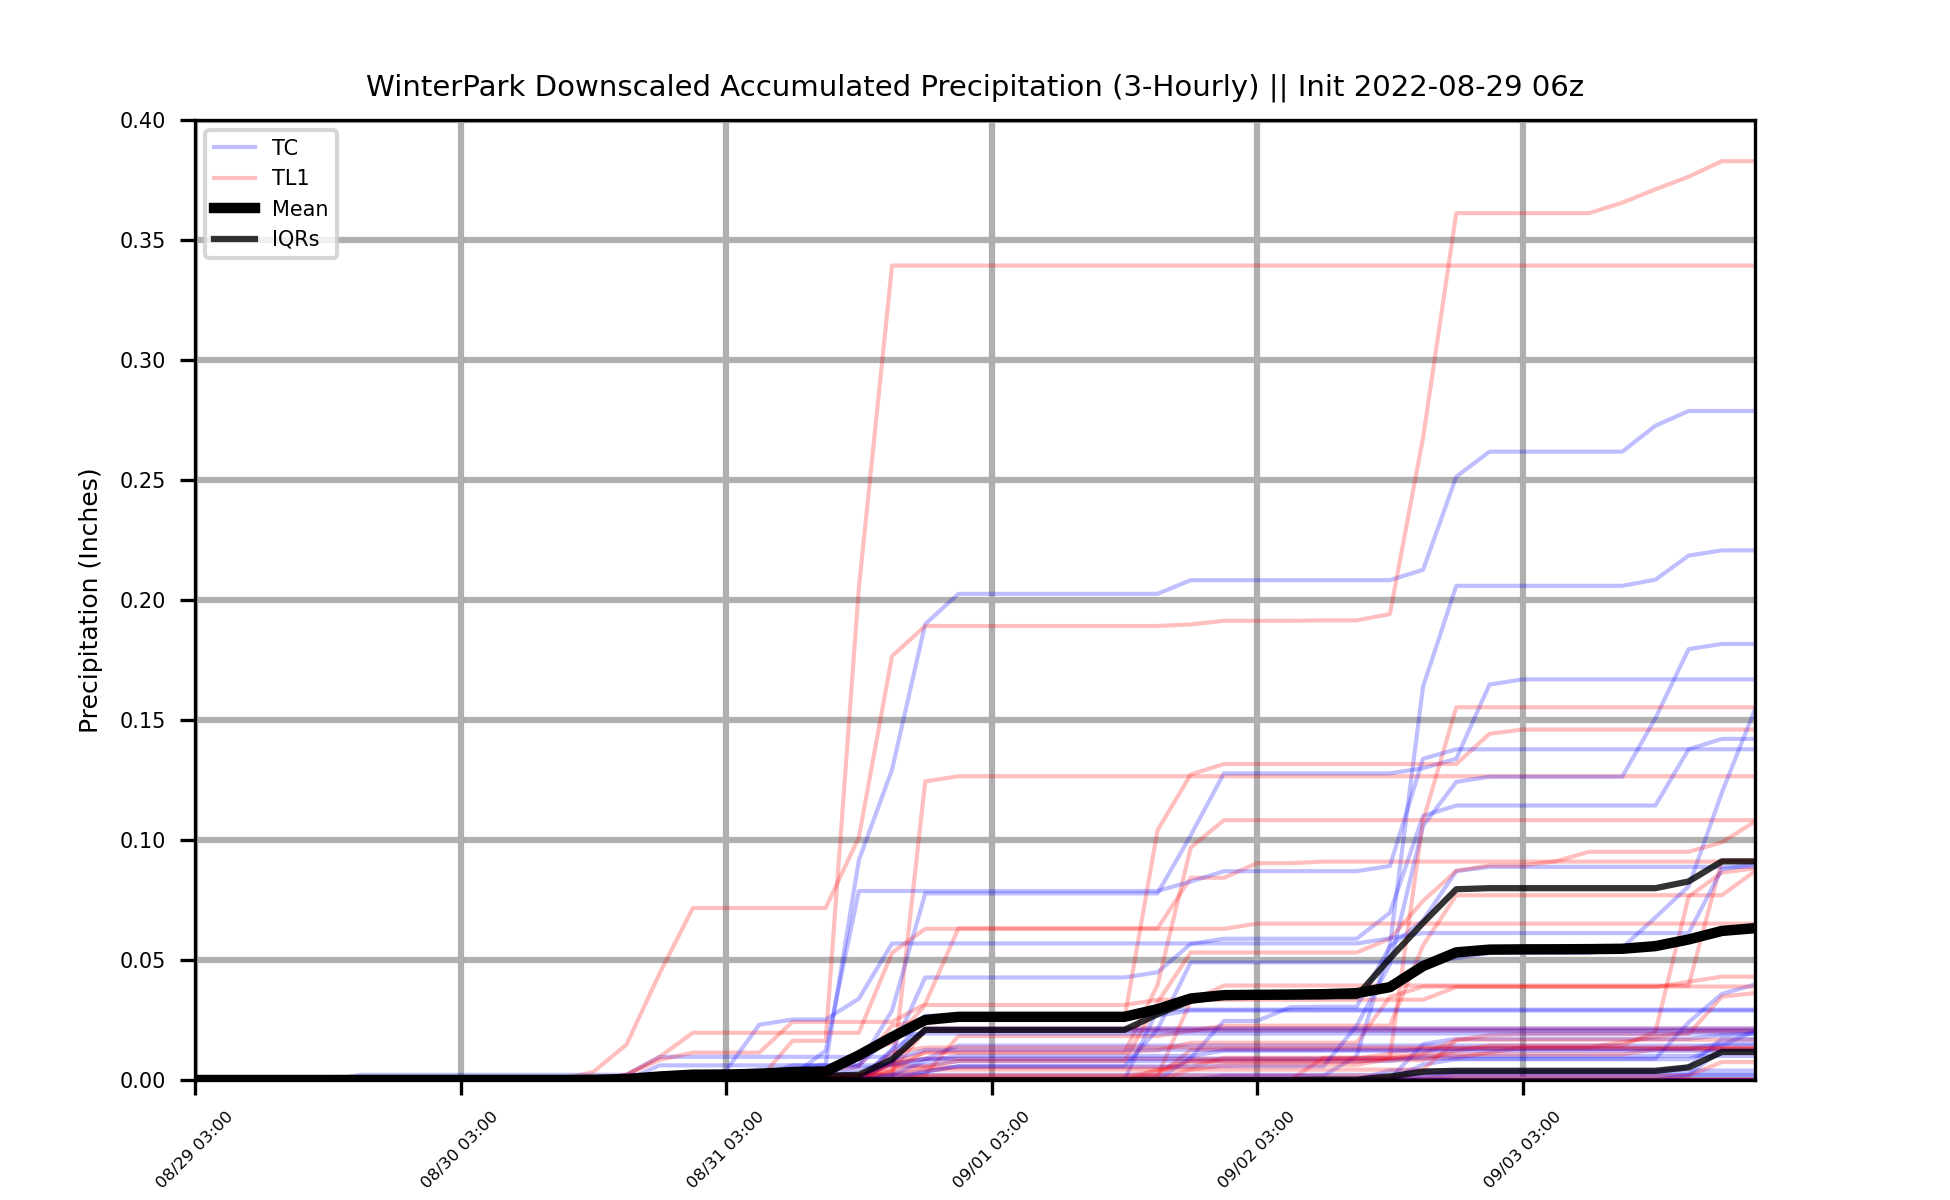 WinterPark Downscaled Accumulated Precipitation (3-Hourly) || Init 2022-08-29 06z
TC
TL1
Mean
IQRs
Precipitation (Inches)
0.40
0.35
0.30
0.25
0.20
0.15
0.10
0.05
0.00
08/29 03:00
08/30 03:00
08/31 03:00
09/01 03:00
09/02 03:00
09/03 03:00